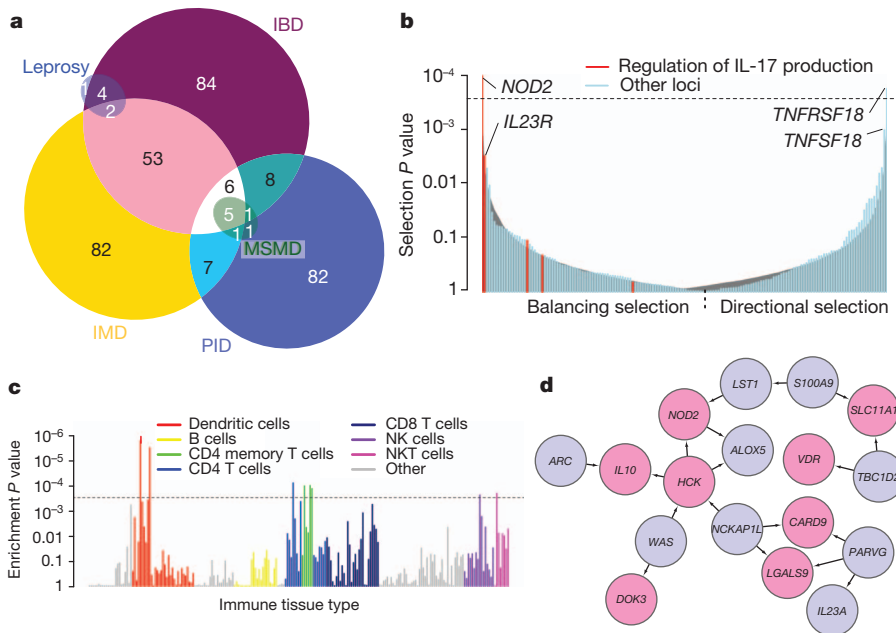 a
IBD
Leprosy
1
4
2
84
53
6
8
5
1
1
1
MSMD
82
7
82
IMD
PID
b
Regulation of IL-17 production
Other loci
NOD2
IL23R
TNFRSF18
TNFSF18
Selection P value
10⁻⁴
10⁻³
0.01
0.1
1
Balancing selection
Directional selection
c
Dendritic cells
B cells
CD4 memory T cells
CD4 T cells
CD8 T cells
NK cells
NKT cells
Other
Enrichment P value
10⁻⁶
10⁻⁵
10⁻⁴
10⁻³
0.01
0.1
1
Immune tissue type
d
LST1
S100A9
NOD2
SLC11A1
ARC
IL10
ALOX5
VDR
HCK
TBC1D2
WAS
NCKAP1L
CARD9
PARVG
LGALS9
DOK3
IL23A